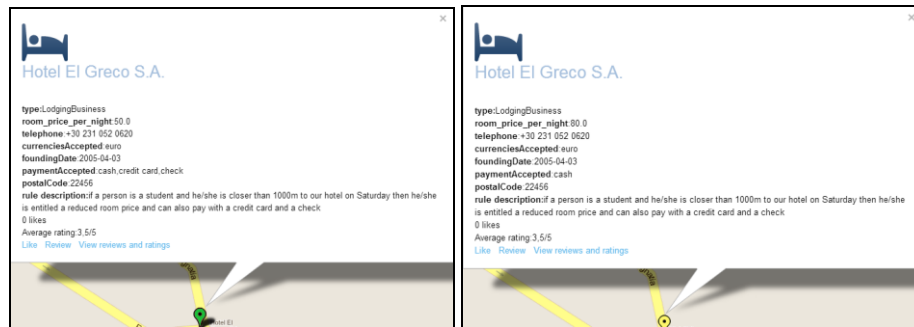 ×
Hotel El Greco S.A.
type:LodgingBusiness
room_price_per_night:50.0
telephone:+30 231 052 0620
currenciesAccepted:euro
foundingDate:2005-04-03
paymentAccepted:cash,credit card,check
postalCode:22456
rule description:if a person is a student and he/she is closer than 1000m to our hotel on Saturday then he/she
is entitled a reduced room price and can also pay with a credit card and a check
0 likes
Average rating:3,5/5
Like Review View reviews and ratings
Hotel El
×
Hotel El Greco S.A.
type:LodgingBusiness
room_price_per_night:80.0
telephone:+30 231 052 0620
currenciesAccepted:euro
foundingDate:2005-04-03
paymentAccepted:cash
postalCode:22456
rule description:if a person is a student and he/she is closer than 1000m to our hotel on Saturday then he/she
is entitled a reduced room price and can also pay with a credit card and a check
0 likes
Average rating:3,5/5
Like Review View reviews and ratings